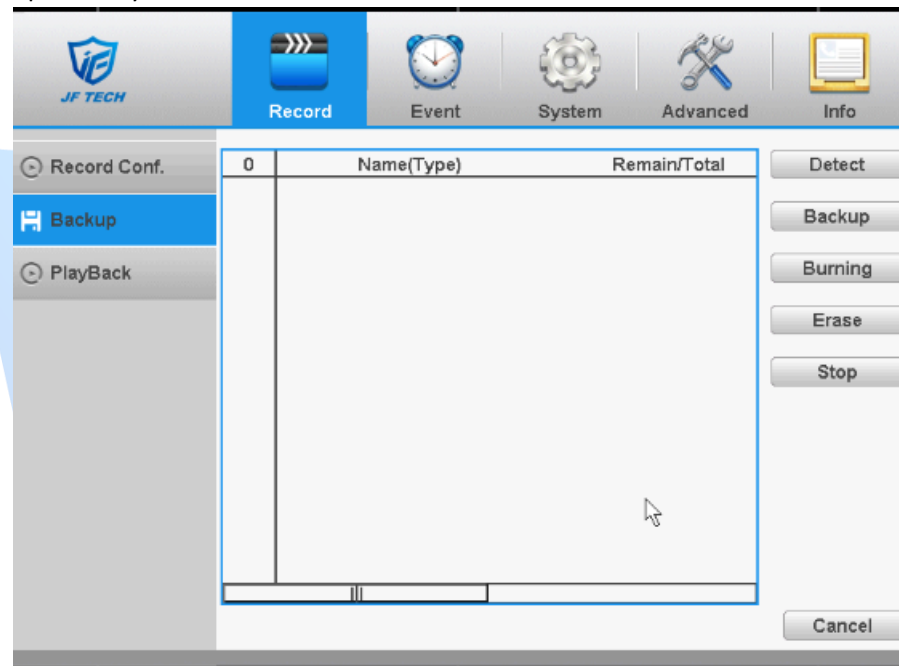 JF TECH
Record Event System Advanced Info
Record Conf.
Backup
PlayBack
0 Name(Type) Remain/Total
Detect
Backup
Burning
Erase
Stop
Cancel